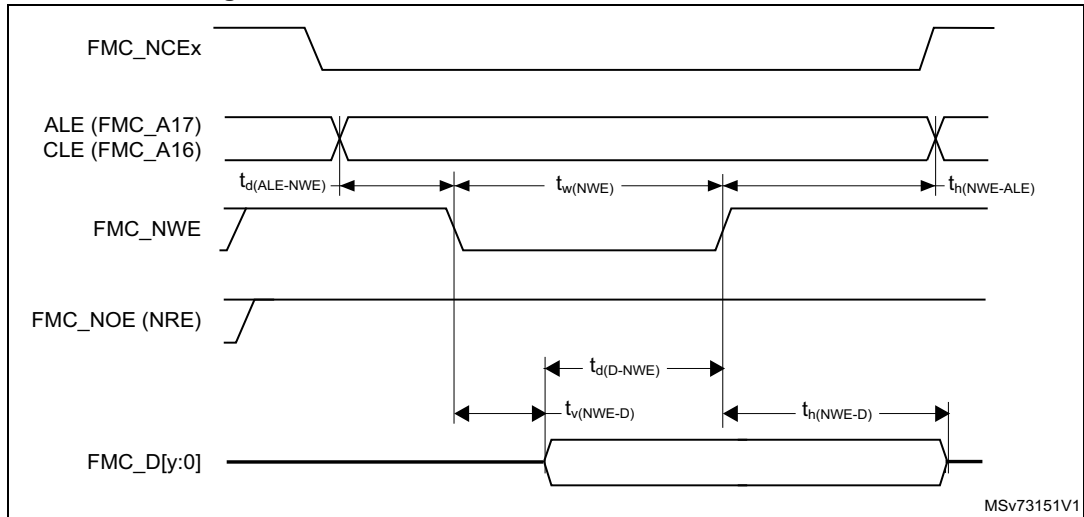 FMC_NCEx
ALE (FMC_A17)
CLE (FMC_A16)
td(ALE-NWE)
tw(NWE)
th(NWE-ALE)
FMC_NWE
FMC_NOE (NRE)
td(D-NWE)
tv(NWE-D)
th(NWE-D)
FMC_D[y:0]
MSv73151V1